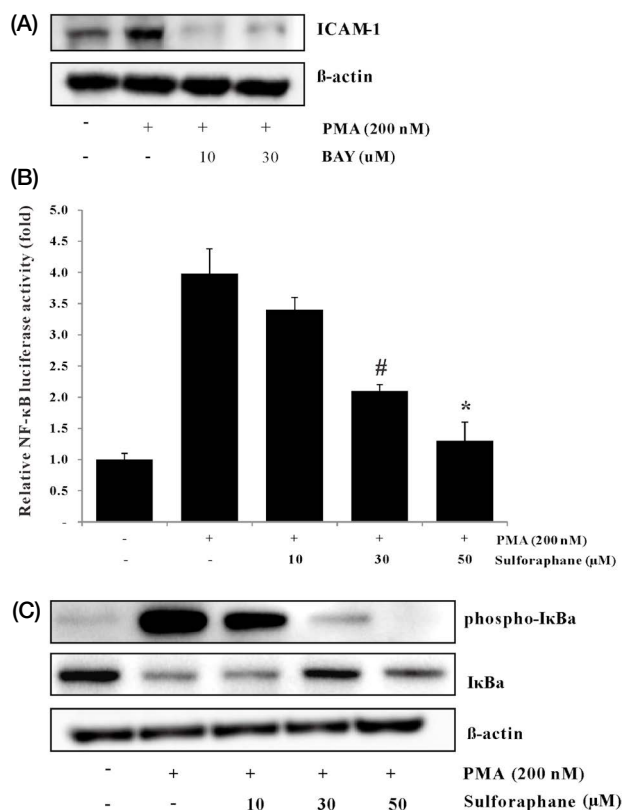 (A)
ICAM-1
ß-actin
- + + + PMA (200 nM)
- - 10 30 BAY (uM)
(B)
Relative NF-κB luciferase activity (fold)
5.0
4.5
4.0
3.5
3.0
2.5
2.0
1.5
1.0
0.5
-
#
*
- + + + + PMA (200 nM)
- - 10 30 50 Sulforaphane (µM)
(C)
phospho-IκBa
IκBa
ß-actin
- + + + + PMA (200 nM)
- - 10 30 50 Sulforaphane (µM)